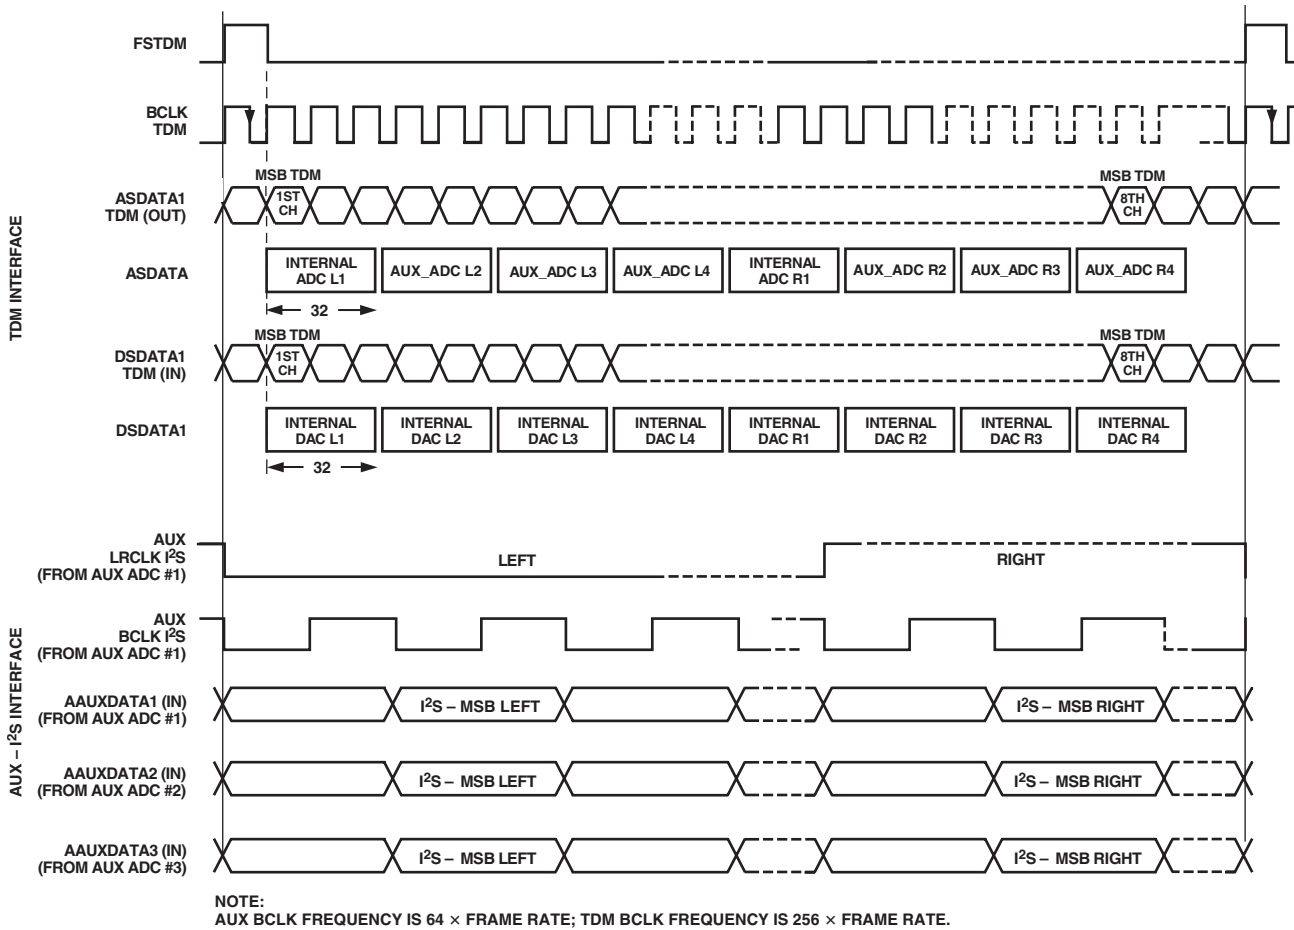 FSTDM
BCLK
TDM
MSB TDM
MSB TDM
ASDATA1
TDM (OUT)
1ST
CH
8TH
CH
ASDATA
INTERNAL
ADC L1
AUX_ADC L2
AUX_ADC L3
AUX_ADC L4
INTERNAL
ADC R1
AUX_ADC R2
AUX_ADC R3
AUX_ADC R4
32
TDM INTERFACE
MSB TDM
MSB TDM
DSDATA1
TDM (IN)
1ST
CH
8TH
CH
DSDATA1
INTERNAL
DAC L1
INTERNAL
DAC L2
INTERNAL
DAC L3
INTERNAL
DAC L4
INTERNAL
DAC R1
INTERNAL
DAC R2
INTERNAL
DAC R3
INTERNAL
DAC R4
32
AUX
LRCLK I²S
(FROM AUX ADC #1)
LEFT
RIGHT
AUX
BCLK I²S
(FROM AUX ADC #1)
AUX – I²S INTERFACE
AAUXDATA1 (IN)
(FROM AUX ADC #1)
I²S – MSB LEFT
I²S – MSB RIGHT
AAUXDATA2 (IN)
(FROM AUX ADC #2)
I²S – MSB LEFT
I²S – MSB RIGHT
AAUXDATA3 (IN)
(FROM AUX ADC #3)
I²S – MSB LEFT
I²S – MSB RIGHT
NOTE:
AUX BCLK FREQUENCY IS 64 × FRAME RATE; TDM BCLK FREQUENCY IS 256 × FRAME RATE.